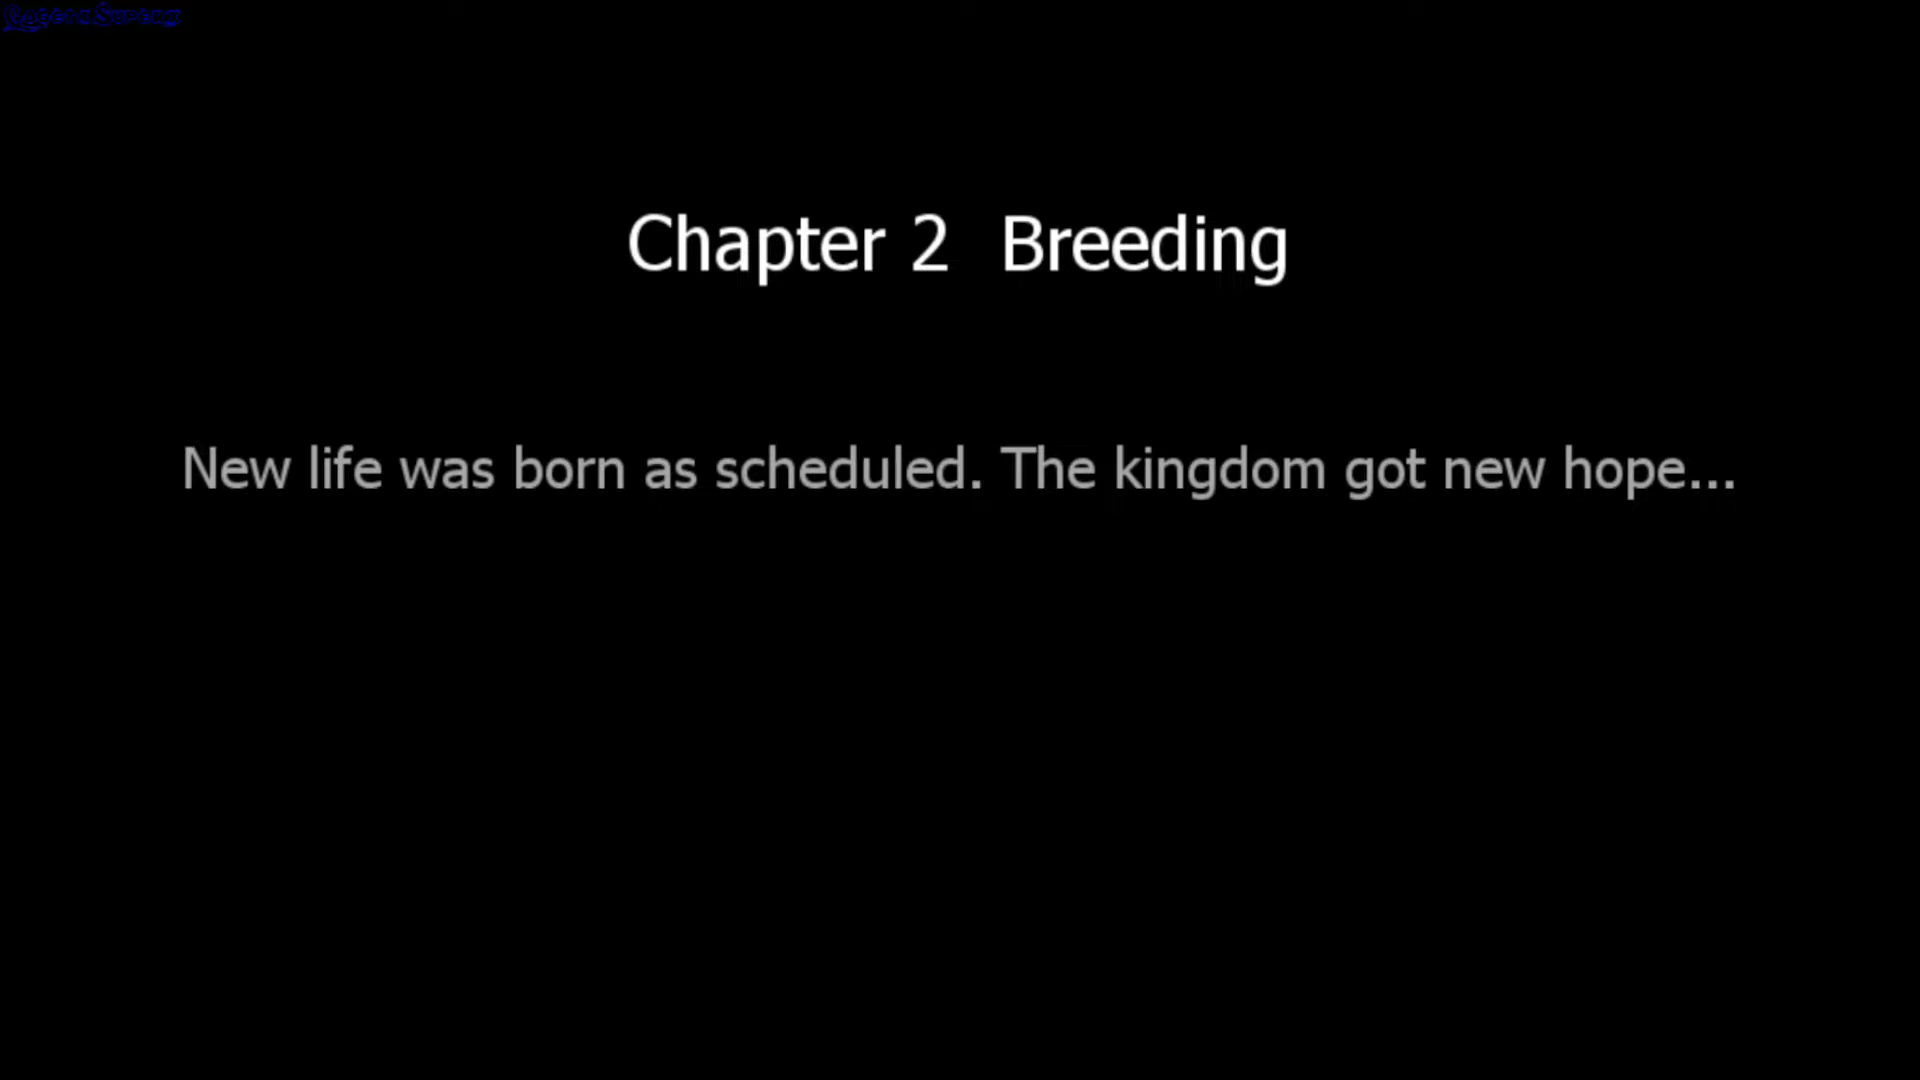 Chapter 2 Breeding
New life was born as scheduled. The kingdom got new hope...